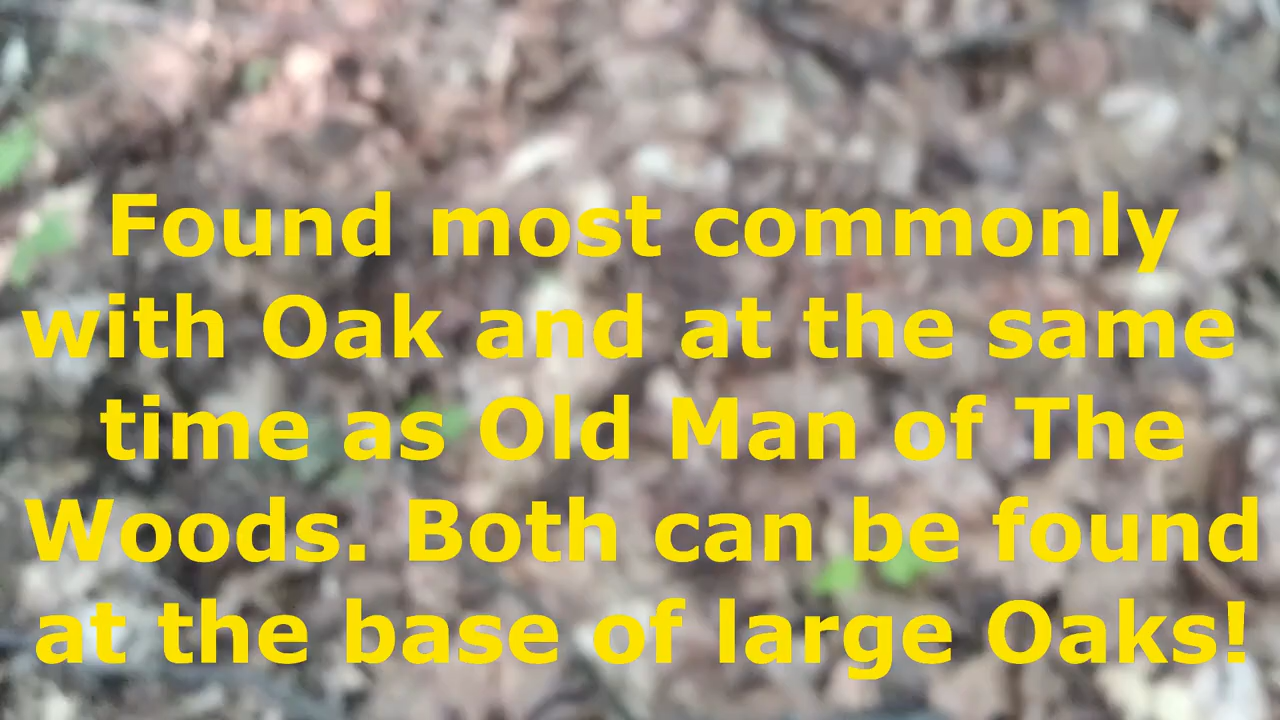 Found most commonly
with Oak and at the same
time as Old Man of The
Woods. Both can be found
at the base of large Oaks!